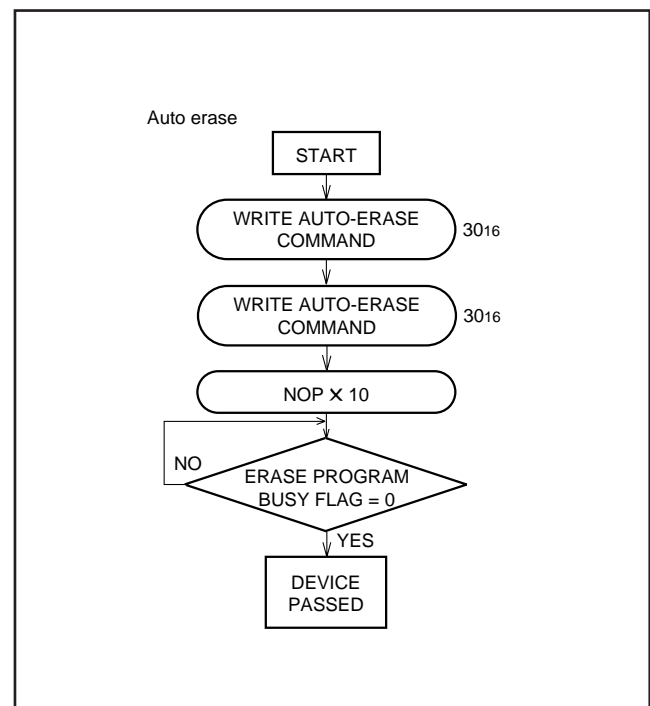 Auto erase
START
WRITE AUTO-ERASE
COMMAND
3016
WRITE AUTO-ERASE
COMMAND
3016
NOP × 10
NO
ERASE PROGRAM
BUSY FLAG = 0
YES
DEVICE
PASSED